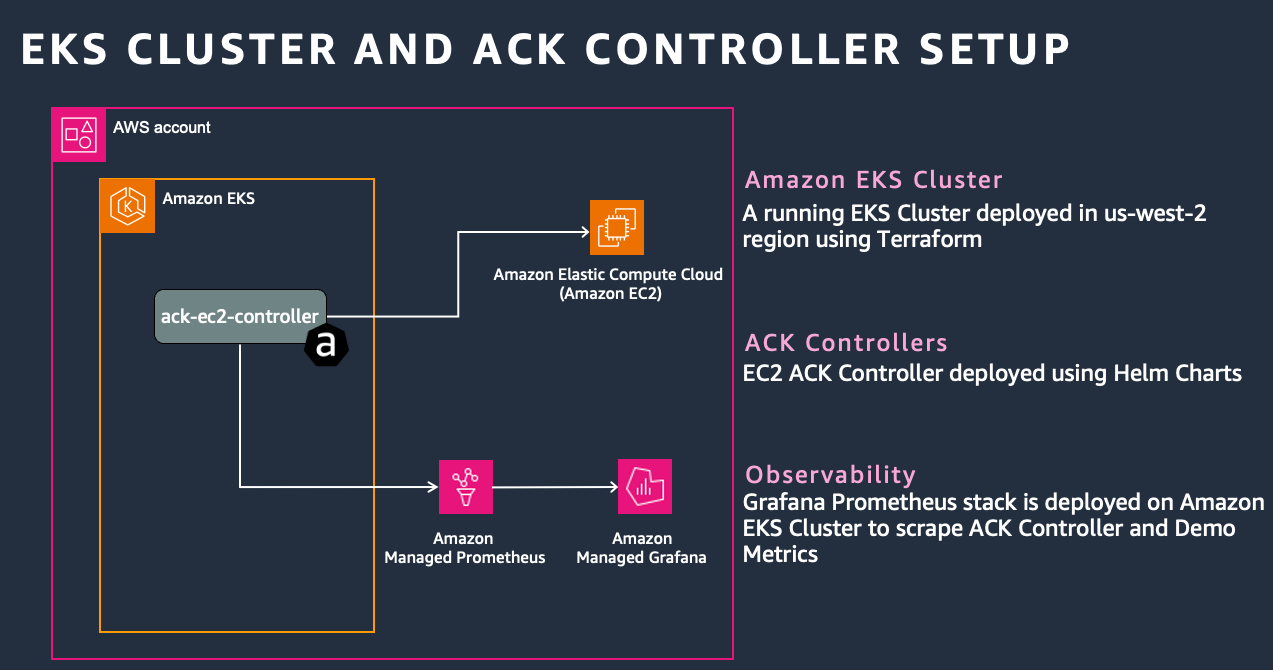 EKS CLUSTER AND ACK CONTROLLER SETUP
AWS account
Amazon EKS
K
ack-ec2-controller
a
Amazon Elastic Compute Cloud
(Amazon EC2)
Amazon
Managed Prometheus
Amazon
Managed Grafana
Amazon EKS Cluster
A running EKS Cluster deployed in us-west-2
region using Terraform
ACK Controllers
EC2 ACK Controller deployed using Helm Charts
Observability
Grafana Prometheus stack is deployed on Amazon
EKS Cluster to scrape ACK Controller and Demo
Metrics